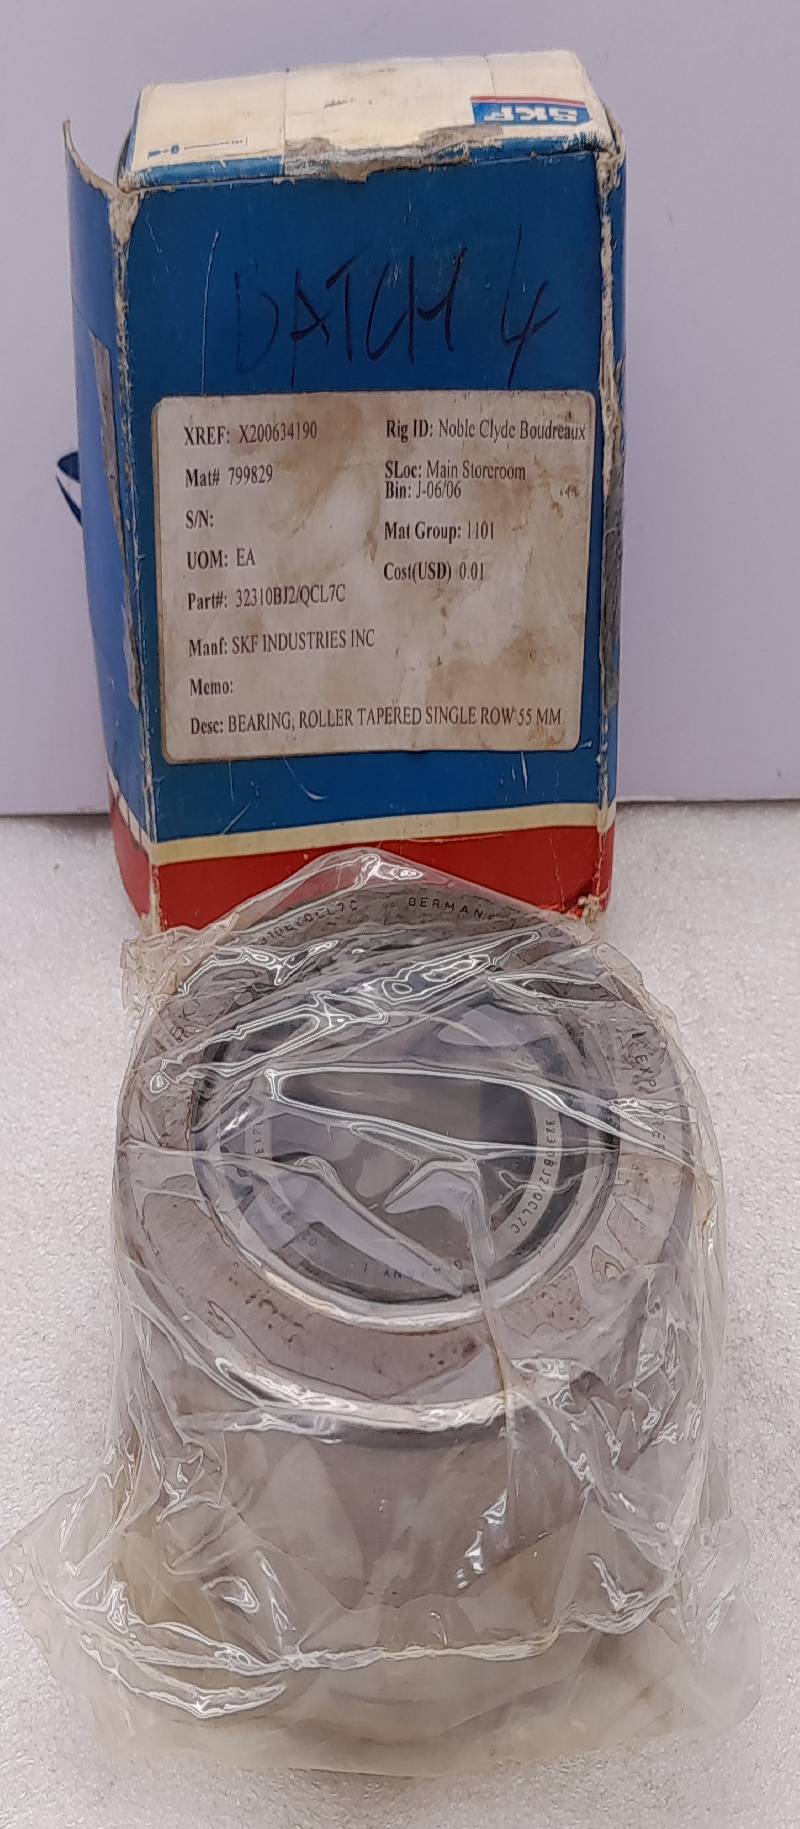 SKF
BATCH 4
XREF: X200634190
Rig ID: Noble Clyde Boudreaux
Mat# 799829
SLoc: Main Storeroom
Bin: J-06/06
S/N:
Mat Group: 1101
UOM: EA
Cost(USD) 0.01
Part#: 32310BJ2/QCL7C
Manf: SKF INDUSTRIES INC
Memo:
Desc: BEARING, ROLLER TAPERED SINGLE ROW 55 MM
GERMANY
EXP
32310BJ2/QCL7C